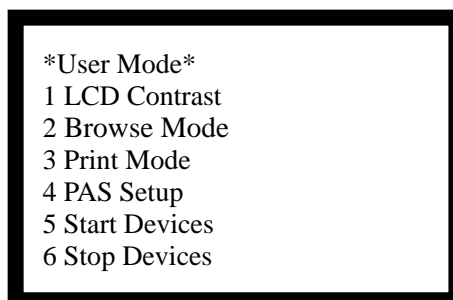 *User Mode*
1 LCD Contrast
2 Browse Mode
3 Print Mode
4 PAS Setup
5 Start Devices
6 Stop Devices